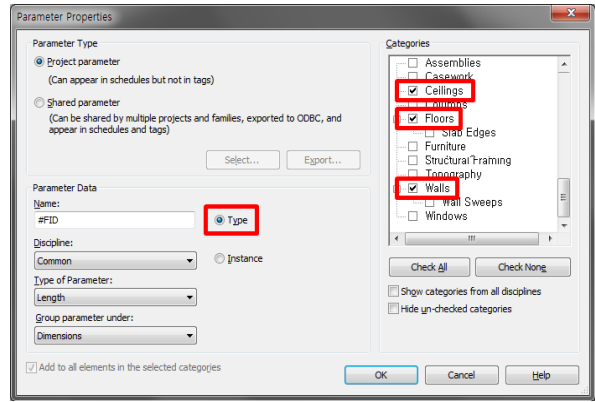 Parameter Properties
Parameter Type
Project parameter
(Can appear in schedules but not in tags)
Shared parameter
(Can be shared by multiple projects and families, exported to ODBC, and
appear in schedules and tags)
Select...
Export...
Parameter Data
Name:
#FID
Type
Discipline:
Common
Instance
Type of Parameter:
Length
Group parameter under:
Dimensions
Add to all elements in the selected categories
Categories
Assemblies
Casework
Ceilings
Columns
Floors
Slab Edges
Furniture
Structural Framing
Topography
Walls
Wall Sweeps
Windows
Check All
Check None
Show categories from all disciplines
Hide un-checked categories
OK
Cancel
Help